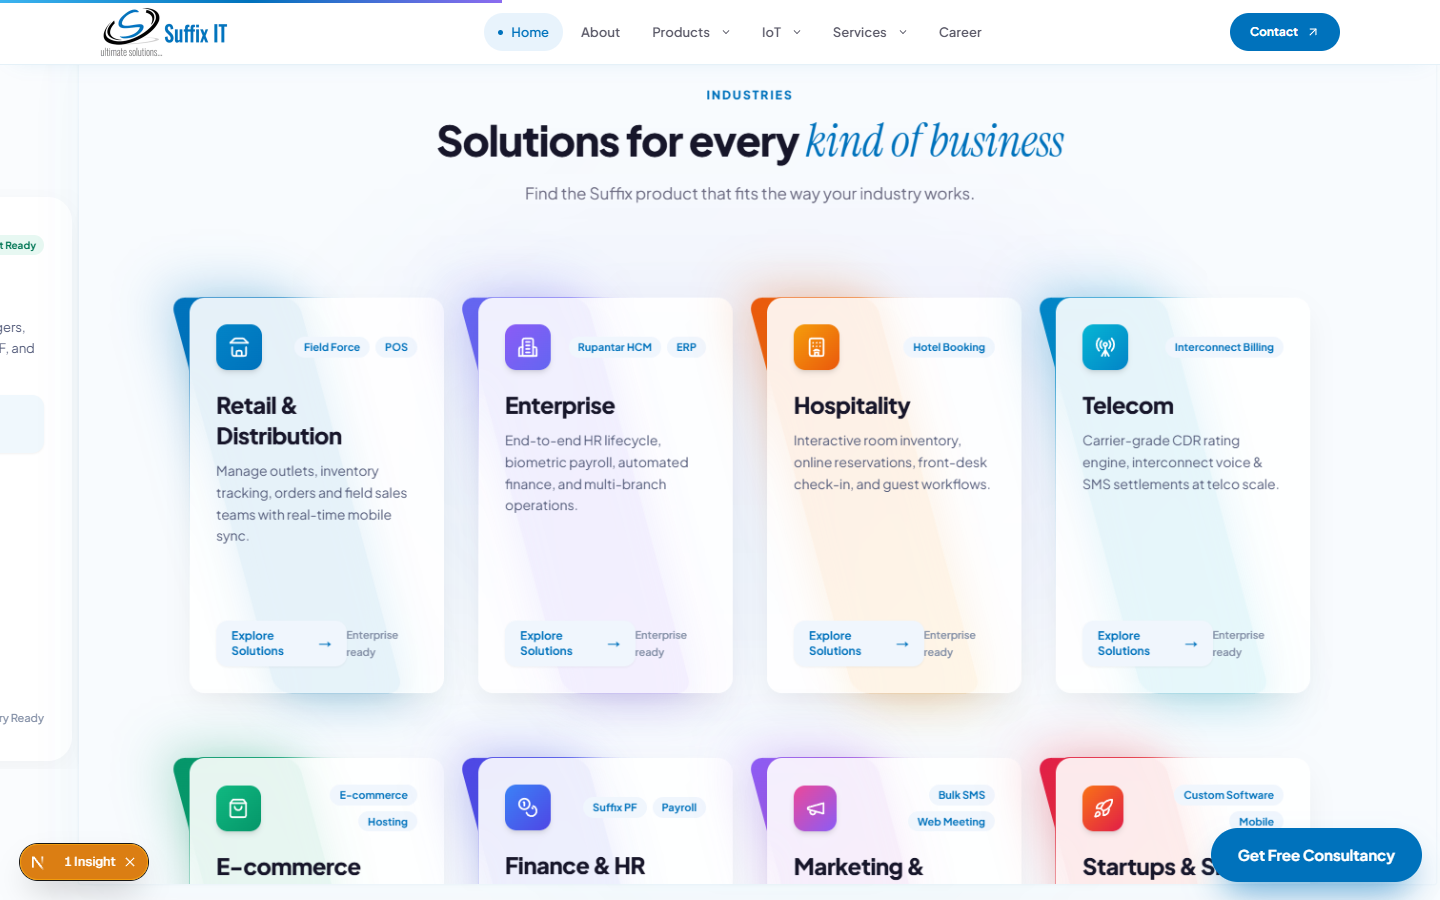 Suffix IT
ultimate solutions...
Home
About
Products
IoT
Services
Career
Contact
INDUSTRIES
Solutions for every kind of business
Find the Suffix product that fits the way your industry works.
t Ready
gers,
F, and
ry Ready
Field Force
POS
Retail &
Distribution
Manage outlets, inventory
tracking, orders and field sales
teams with real-time mobile
sync.
Explore
Solutions
→
Enterprise
ready
Rupantar HCM
ERP
Enterprise
End-to-end HR lifecycle,
biometric payroll, automated
finance, and multi-branch
operations.
Explore
Solutions
→
Enterprise
ready
Hotel Booking
Hospitality
Interactive room inventory,
online reservations, front-desk
check-in, and guest workflows.
Explore
Solutions
→
Enterprise
ready
Interconnect Billing
Telecom
Carrier-grade CDR rating
engine, interconnect voice &
SMS settlements at telco scale.
Explore
Solutions
→
Enterprise
ready
E-commerce
Hosting
E-commerce
Suffix PF
Payroll
Finance & HR
Bulk SMS
Web Meeting
Marketing &
Custom Software
Mobile
Startups & S
N
1 Insight
Get Free Consultancy